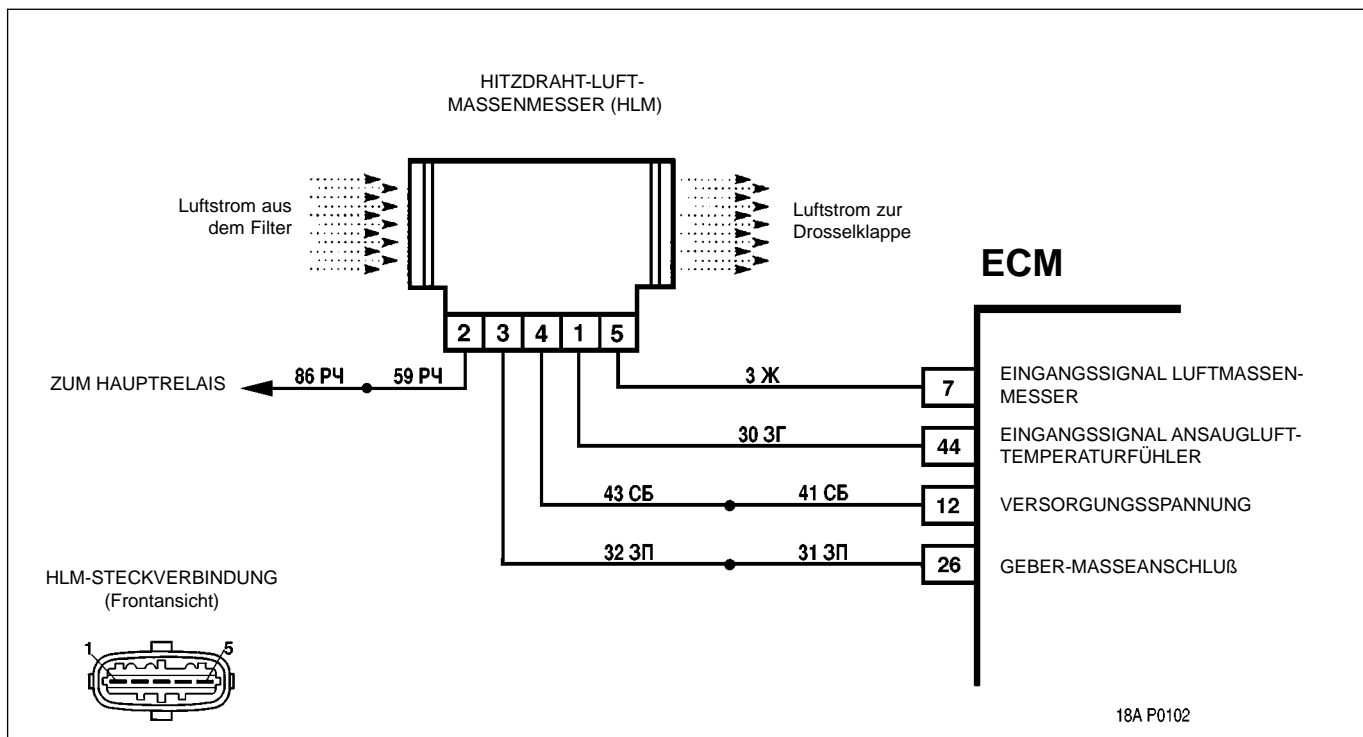 HITZDRAHT-LUFT-
MASSENMESSER (HLM)
Luftstrom aus
dem Filter
Luftstrom zur
Drosselklappe
ECM
2 3 4 1 5
ZUM HAUPTRELAIS
86 РЧ
59 РЧ
3 Ж
7
EINGANGSSIGNAL LUFTMASSEN-
MESSER
30 ЗГ
44
EINGANGSSIGNAL ANSAUGLUFT-
TEMPERATURFÜHLER
43 СБ
41 СБ
12
VERSORGUNGSSPANNUNG
32 ЗП
31 ЗП
26
GEBER-MASSEANSCHLUß
HLM-STECKVERBINDUNG
(Frontansicht)
1
5
18A P0102